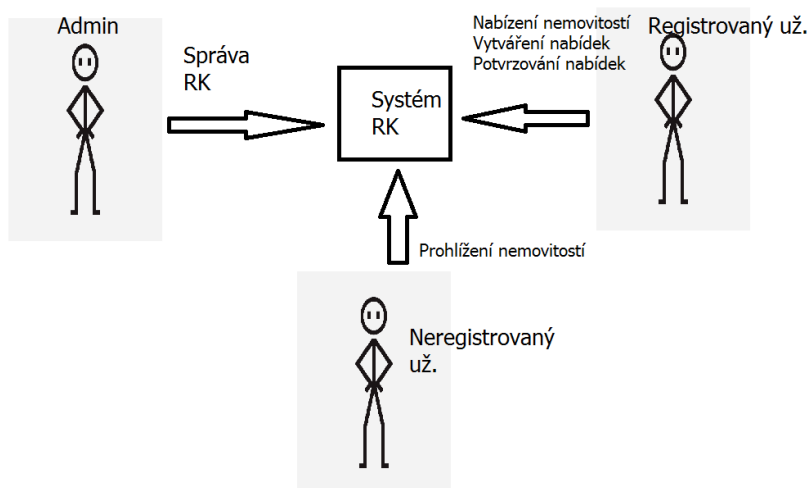 Admin
Správa
RK
Systém
RK
Nabízení nemovitostí
Vytváření nabídek
Potvrzování nabídek
Registrovaný už.
Prohlížení nemovitostí
Neregistrovaný
už.